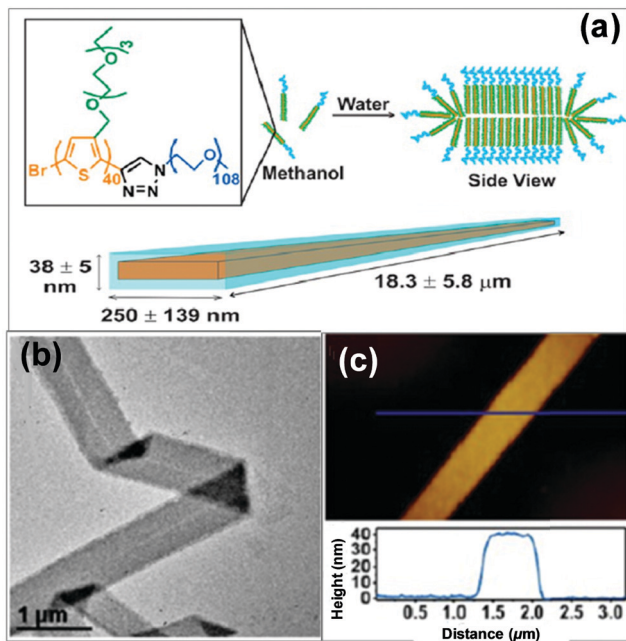 (a)
3
O
O
Br
S
40
N
N=N
O
108
Methanol
Water
Side View
38 ± 5
nm
250 ± 139 nm
18.3 ± 5.8 μm
(b)
1 μm
(c)
Height (nm)
40
30
20
10
0
0.5 1.0 1.5 2.0 2.5 3.0
Distance (μm)